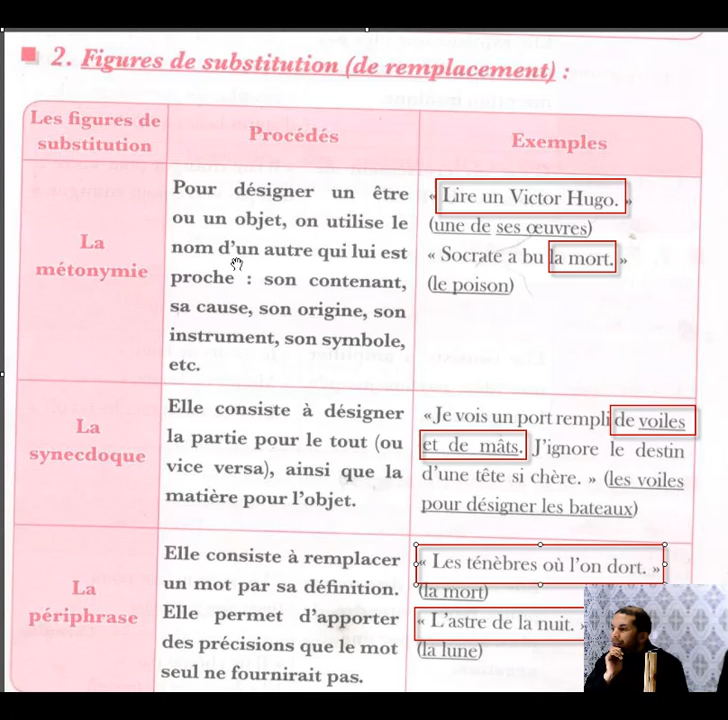 2. Figures de substitution (de remplacement) :
Les figures de
substitution
Procédés
Exemples
La
métonymie
Pour désigner un être
ou un objet, on utilise le
nom d'un autre qui lui est
proche : son contenant,
sa cause, son origine, son
instrument, son symbole,
etc.
« Lire un Victor Hugo. »
(une de ses œuvres)
« Socrate a bu la mort. »
(le poison)
La
synecdoque
Elle consiste à désigner
la partie pour le tout (ou
vice versa), ainsi que la
matière pour l'objet.
«Je vois un port rempli de voiles
et de mâts. J'ignore le destin
d'une tête si chère. » (les voiles
pour désigner les bateaux)
La
périphrase
Elle consiste à remplacer
un mot par sa définition.
Elle permet d'apporter
des précisions que le mot
seul ne fournirait pas.
« Les ténèbres où l'on dort. »
(la mort)
« L'astre de la nuit. »
(la lune)